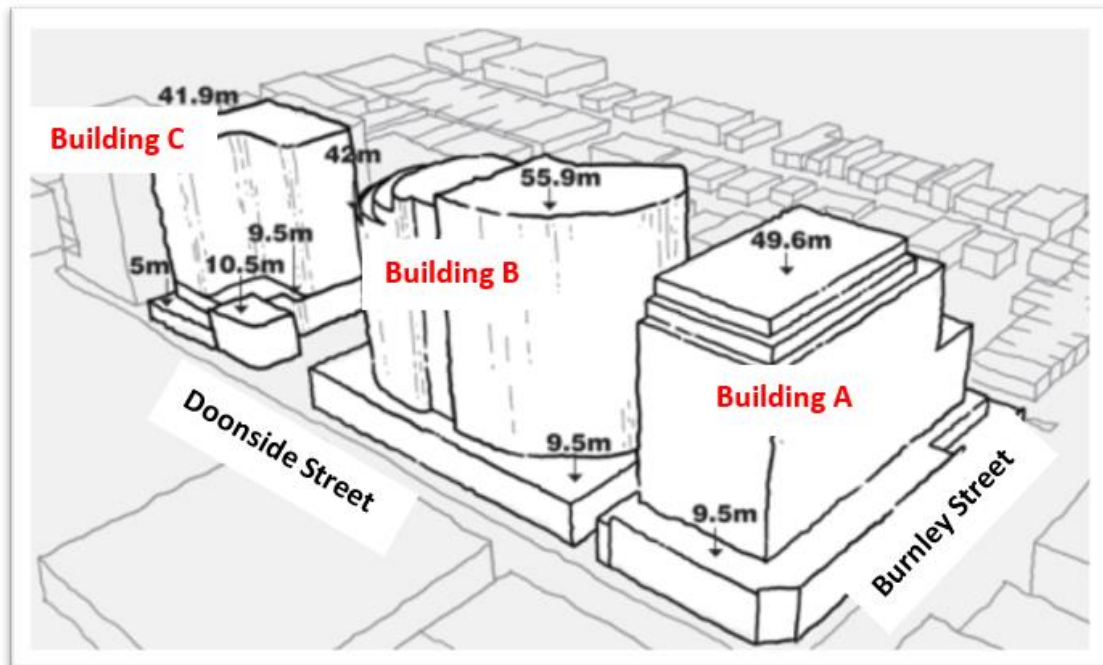 41.9m
Building C
42m
55.9m
9.5m
49.6m
5m
10.5m
Building B
Building A
Doonside Street
9.5m
9.5m
Burnley Street